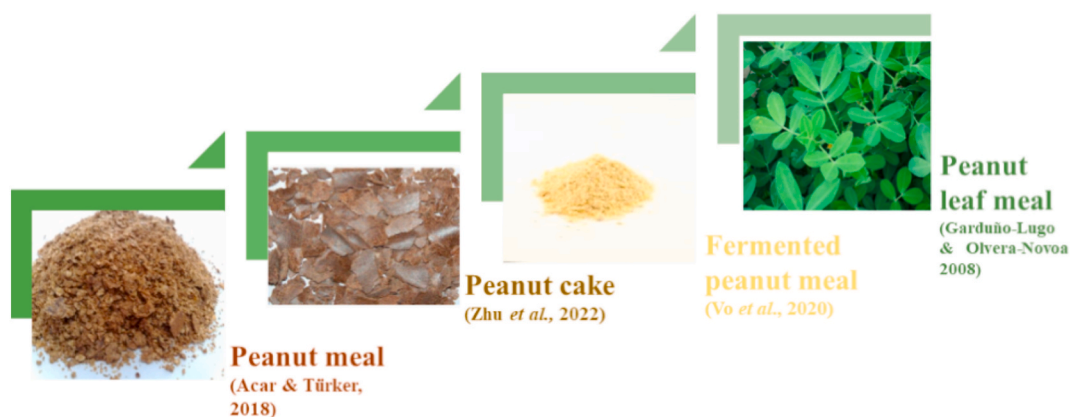 Peanut meal
(Acar & Türker,
2018)
Peanut cake
(Zhu et al., 2022)
Fermented
peanut meal
(Vo et al., 2020)
Peanut
leaf meal
(Garduño-Lugo
& Olvera-Novoa
2008)